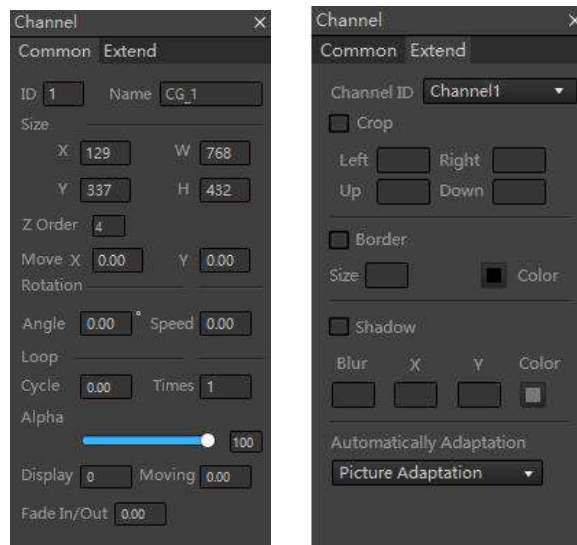 Channel ×
Common Extend
ID 1 Name CG_1
Size
X 129 W 768
Y 337 H 432
Z Order 4
Move X 0.00 Y 0.00
Rotation
Angle 0.00 ° Speed 0.00
Loop
Cycle 0.00 Times 1
Alpha
100
Display 0 Moving 0.00
Fade In/Out 0.00
Channel ×
Common Extend
Channel ID Channel1
Crop
Left Right
Up Down
Border
Size Color
Shadow
Blur X Y Color
Automatically Adaptation
Picture Adaptation